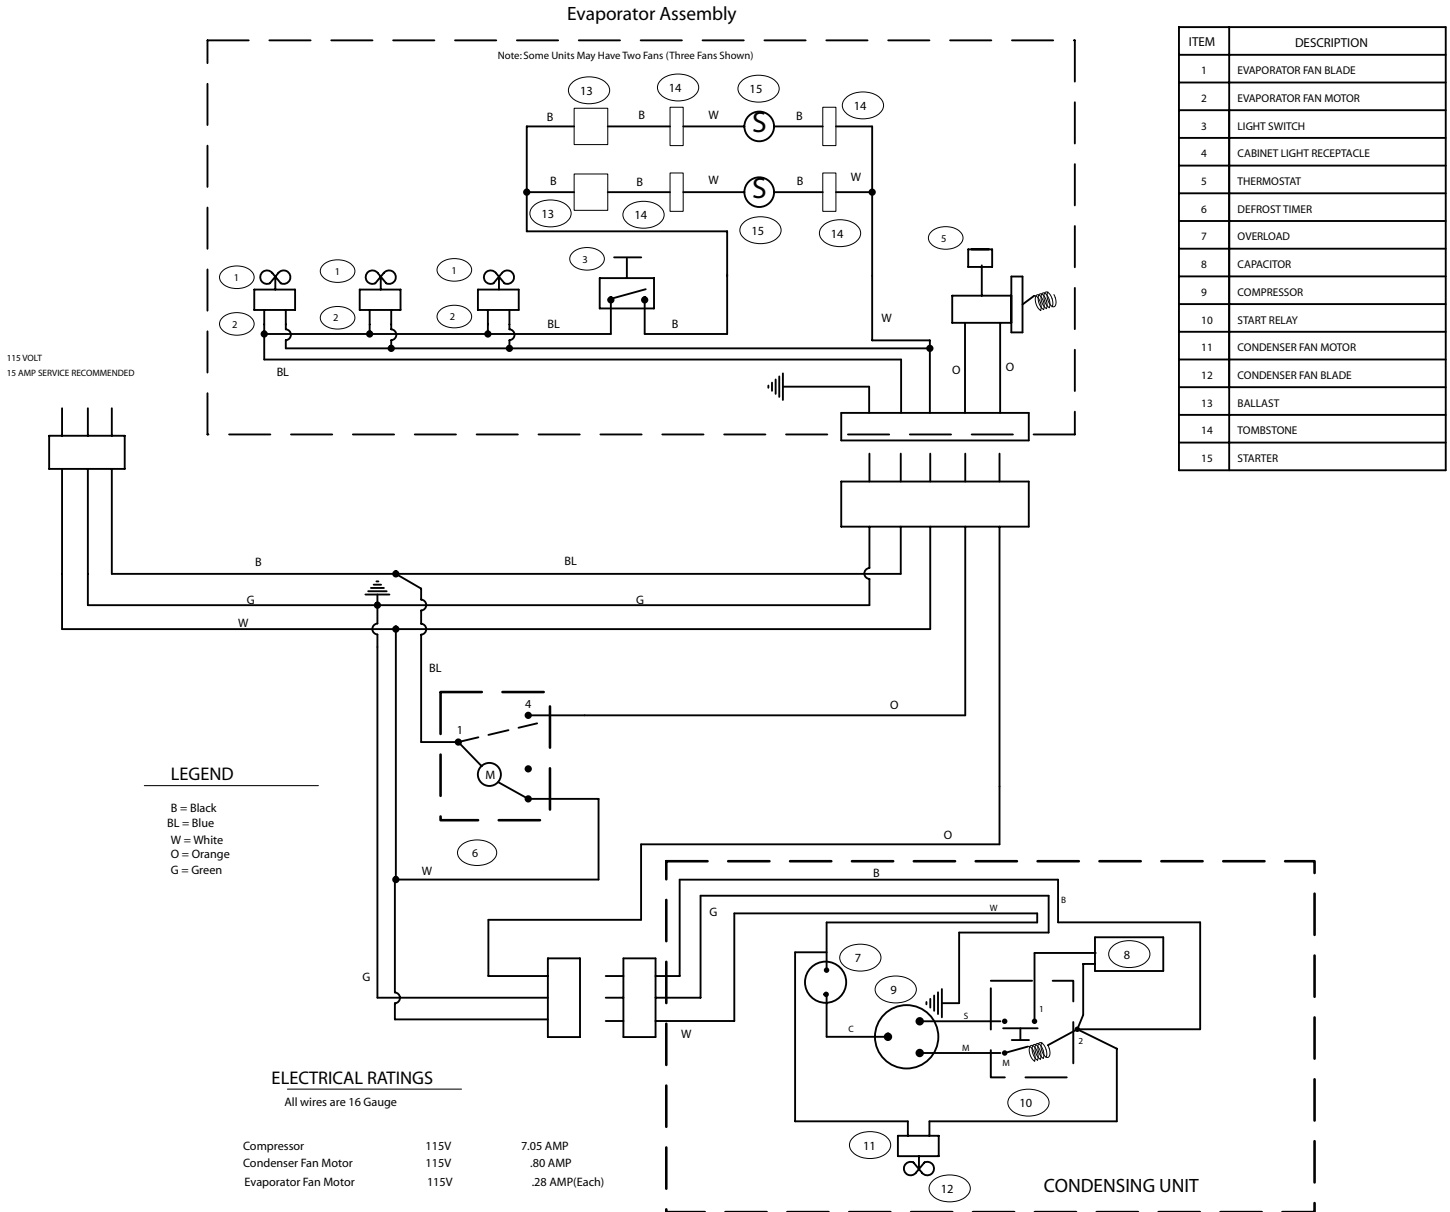 Evaporator Assembly
Note: Some Units May Have Two Fans (Three Fans Shown)
13
14
15
14
B
B
W
B
B
B
W
B
W
13
14
15
14
1
1
1
3
5
2
2
2
BL
B
W
BL
O
O
115 VOLT
15 AMP SERVICE RECOMMENDED
ITEM DESCRIPTION
1 EVAPORATOR FAN BLADE
2 EVAPORATOR FAN MOTOR
3 LIGHT SWITCH
4 CABINET LIGHT RECEPTACLE
5 THERMOSTAT
6 DEFROST TIMER
7 OVERLOAD
8 CAPACITOR
9 COMPRESSOR
10 START RELAY
11 CONDENSER FAN MOTOR
12 CONDENSER FAN BLADE
13 BALLAST
14 TOMBSTONE
15 STARTER
B
BL
G
G
W
BL
4
1
M
O
6
W
O
LEGEND
B = Black
BL = Blue
W = White
O = Orange
G = Green
B
B
G
W
G
W
7
8
9
S
1
C
M
M
2
10
11
12
CONDENSING UNIT
ELECTRICAL RATINGS
All wires are 16 Gauge
Compressor 115V 7.05 AMP
Condenser Fan Motor 115V .80 AMP
Evaporator Fan Motor 115V .28 AMP(Each)